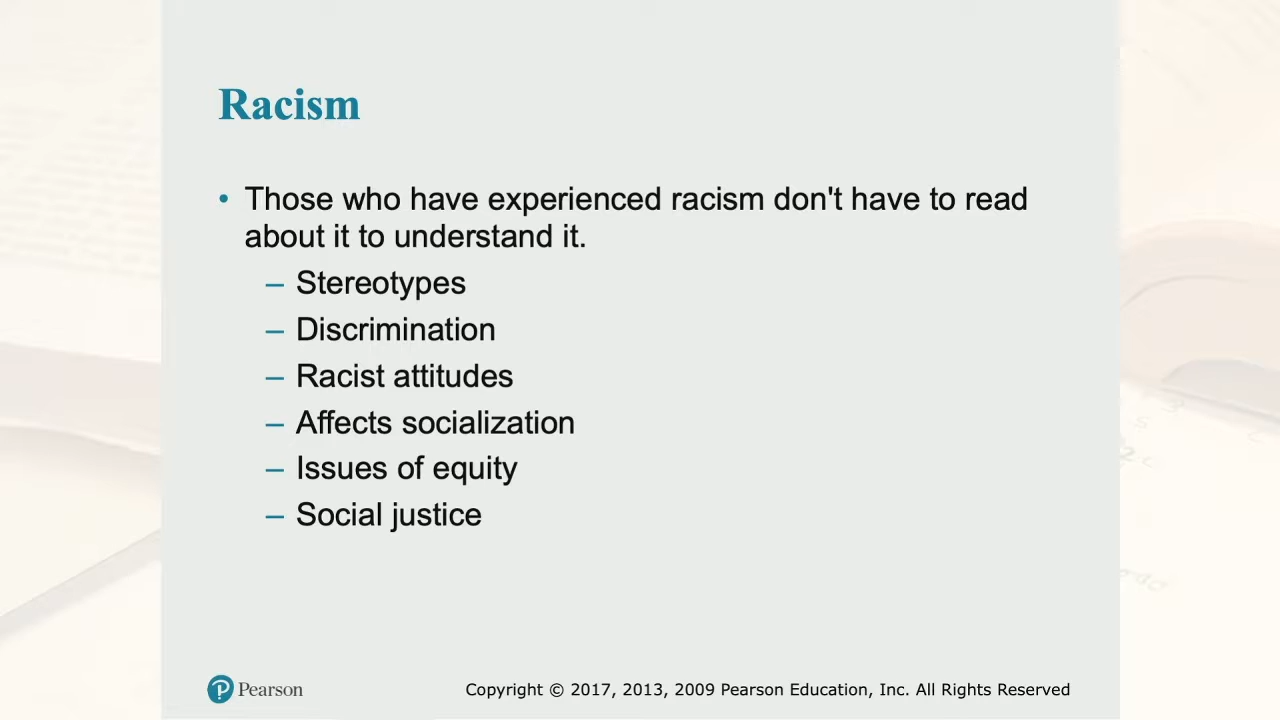 Racism
• Those who have experienced racism don't have to read
about it to understand it.
– Stereotypes
– Discrimination
– Racist attitudes
– Affects socialization
– Issues of equity
– Social justice
Pearson
Copyright © 2017, 2013, 2009 Pearson Education, Inc. All Rights Reserved